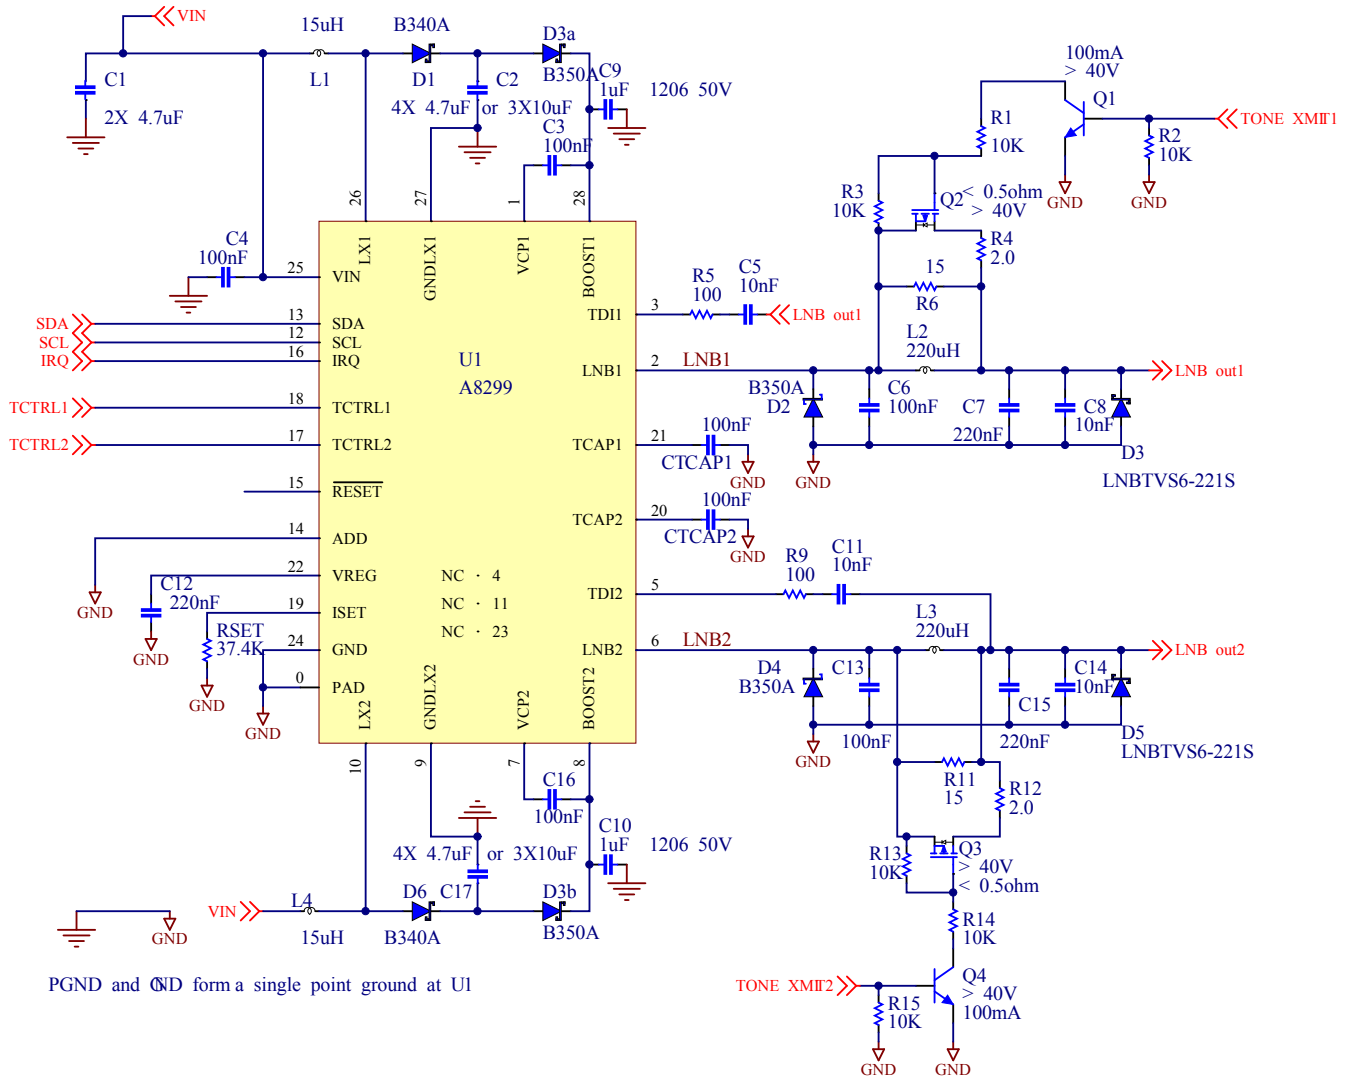 VIN
15uH
B340A
D3a
C1
L1
D1
C2
B350A
C9
1uF 1206 50V
2X 4.7uF
4X 4.7uF or 3X10uF
C3
100nF
100mA
> 40V
Q1
TONE XMIT1
R1
10K
R2
10K
GND
GND
R3
10K
Q2
< 0.5ohm
> 40V
R4
2.0
15
R6
26
27
1
28
C4
100nF
25
VIN
LX1
GNDLX1
VCP1
BOOST1
R5
100
C5
10nF
3
TDI1
LNB out1
SDA
13
SDA
SCL
12
SCL
IRQ
16
IRQ
U1
A8299
2
LNB1
LNB1
L2
220uH
LNB out1
B350A
D2
C6
100nF
C7
220nF
C8
10nF
D3
LNBTVS6-221S
GND
TCTRL1
18
TCTRL1
TCTRL2
17
TCTRL2
21
TCAP1
100nF
CTCAP1
GND
15
RESET
20
TCAP2
100nF
CTCAP2
GND
14
ADD
GND
22
VREG
C12
220nF
GND
19
ISET
RSET
37.4K
GND
24
GND
0
PAD
GND
NC · 4
NC · 11
NC · 23
R9
100
C11
10nF
5
TDI2
6
LNB2
LNB2
L3
220uH
LNB out2
D4
B350A
C13
100nF
C15
220nF
C14
10nF
D5
LNBTVS6-221S
GND
LX2
GNDLX2
VCP2
BOOST2
10
9
7
8
C16
100nF
R11
15
R12
2.0
C10
1uF 1206 50V
4X 4.7uF or 3X10uF
R13
10K
Q3
> 40V
< 0.5ohm
VIN
L4
15uH
D6
B340A
C17
D3b
B350A
GND
R14
10K
PGND and GND form a single point ground at U1
TONE XMIT2
R15
10K
Q4
> 40V
100mA
GND
GND